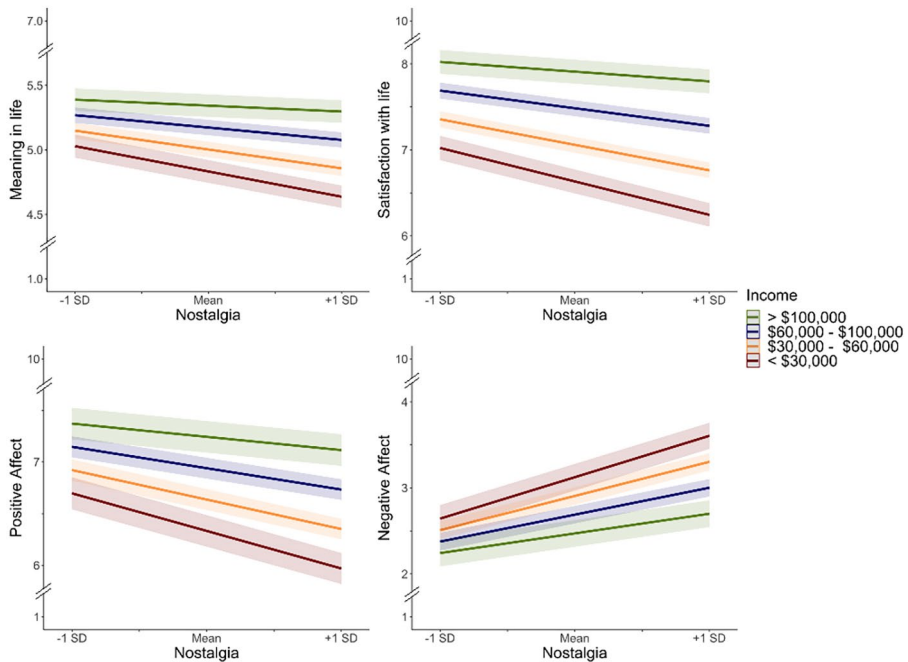 Meaning in life
7.0
5.5
5.0
4.5
1.0
-1 SD Mean +1 SD
Nostalgia
Satisfaction with life
10
8
7
6
1
-1 SD Mean +1 SD
Nostalgia
Positive Affect
10
7
6
1
-1 SD Mean +1 SD
Nostalgia
Negative Affect
10
4
3
2
1
-1 SD Mean +1 SD
Nostalgia
Income
> $100,000
$60,000 - $100,000
$30,000 - $60,000
< $30,000